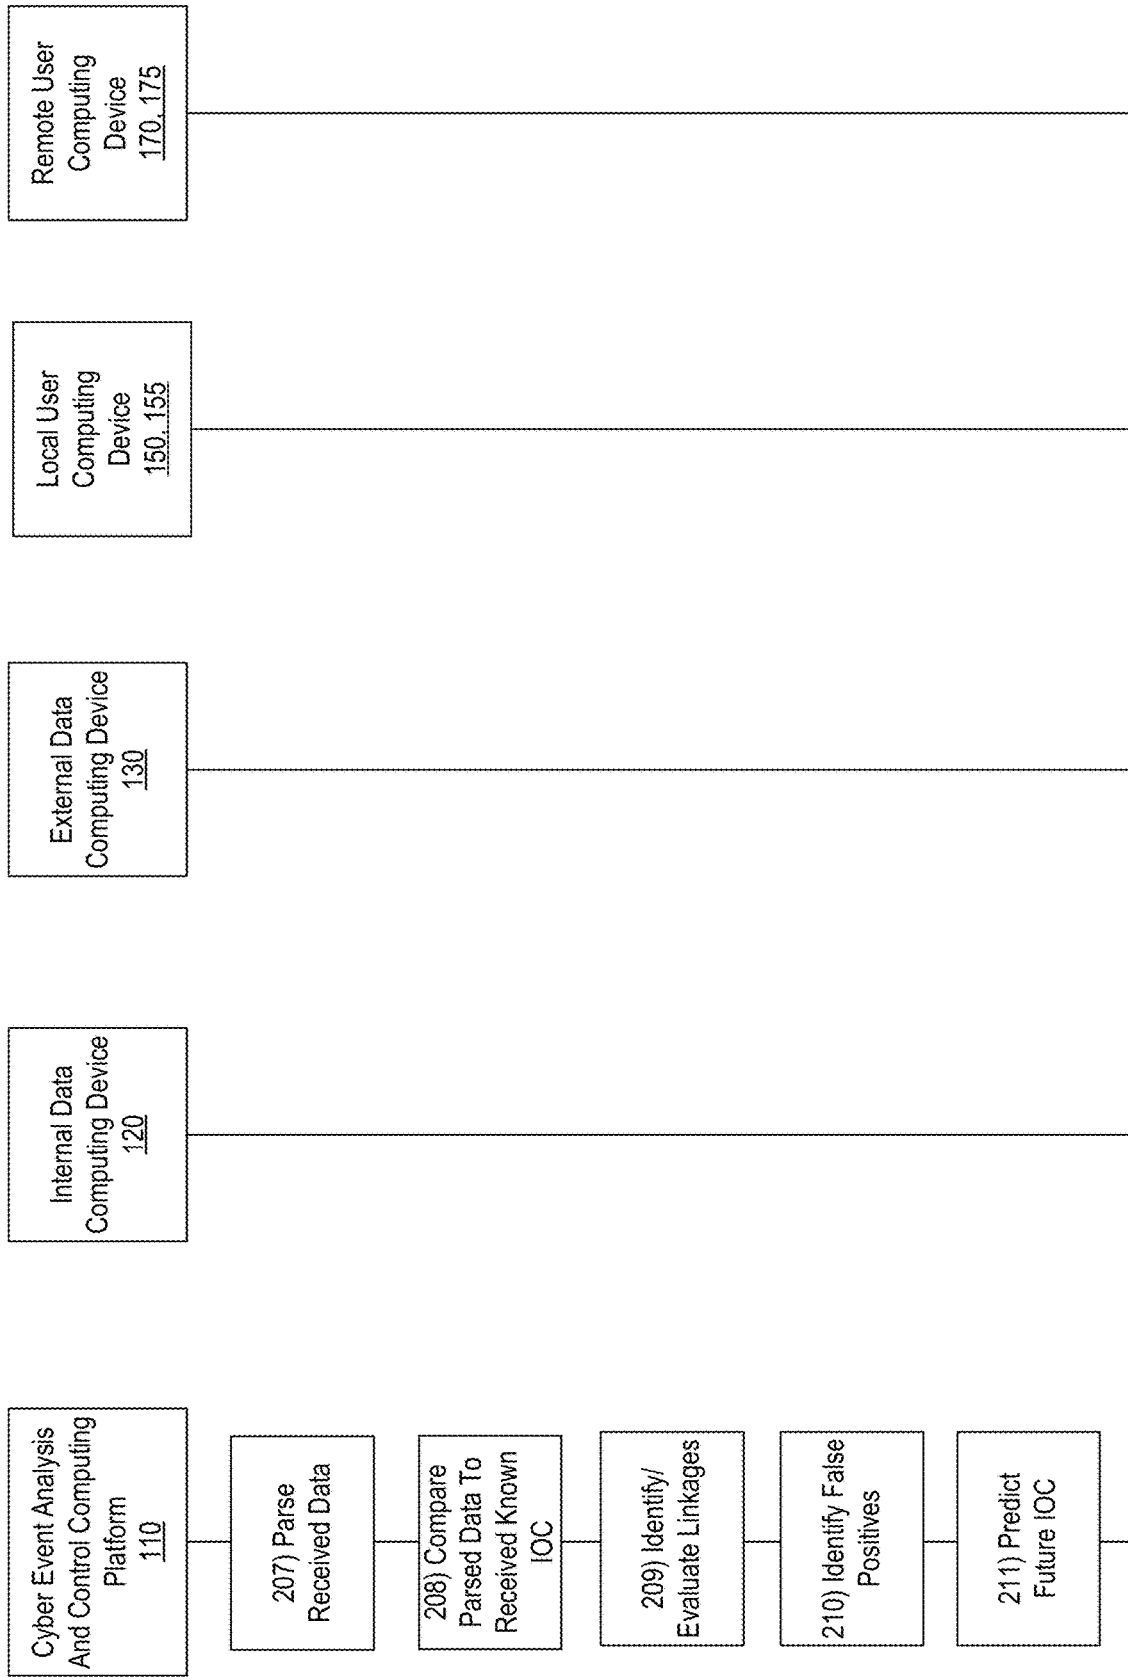 Cyber Event Analysis
And Control Computing
Platform
110
Internal Data
Computing Device
120
External Data
Computing Device
130
Local User
Computing
Device
150, 155
Remote User
Computing
Device
170, 175
207) Parse
Received Data
208) Compare
Parsed Data To
Received Known
IOC
209) Identify/
Evaluate Linkages
210) Identify False
Positives
211) Predict
Future IOC